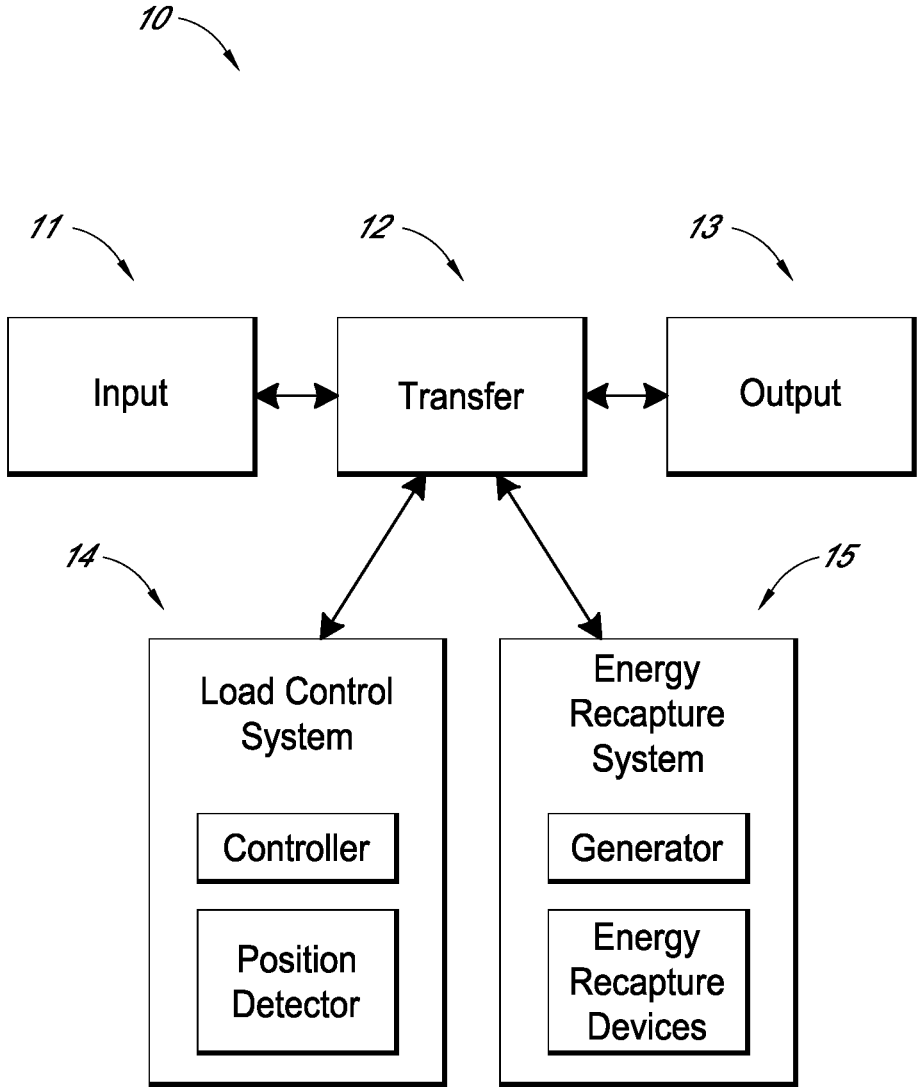 10
11
12
13
Input
Transfer
Output
14
15
Load Control
System
Controller
Position
Detector
Energy
Recapture
System
Generator
Energy
Recapture
Devices